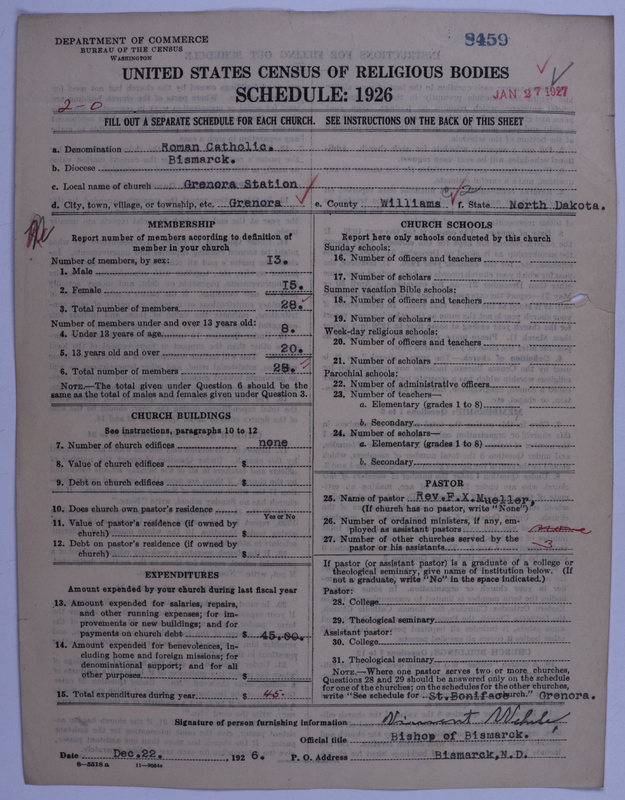 DEPARTMENT OF COMMERCE
BUREAU OF THE CENSUS
WASHINGTON
8459
UNITED STATES CENSUS OF RELIGIOUS BODIES
SCHEDULE: 1926
JAN 27 1927
2-0
FILL OUT A SEPARATE SCHEDULE FOR EACH CHURCH. SEE INSTRUCTIONS ON THE BACK OF THIS SHEET
a. Denomination Roman Catholic.
b. Diocese Bismarck.
c. Local name of church Grenora Station
d. City, town, village, or township, etc. Grenora e. County Williams f. State North Dakota.
MEMBERSHIP
Report number of members according to definition of
member in your church
Number of members, by sex:
1. Male 13.
2. Female 15.
3. Total number of members 28.
Number of members under and over 13 years old:
4. Under 13 years of age 8.
5. 13 years old and over 20.
6. Total number of members 28.
NOTE.—The total given under Question 6 should be the
same as the total of males and females given under Question 3.
CHURCH BUILDINGS
See instructions, paragraphs 10 to 12
7. Number of church edifices none
8. Value of church edifices $
9. Debt on church edifices $
10. Does church own pastor's residence
Yes or No
11. Value of pastor's residence (if owned by
church) $
12. Debt on pastor's residence (if owned by
church) $
EXPENDITURES
Amount expended by your church during last fiscal year
13. Amount expended for salaries, repairs,
and other running expenses; for im-
provements or new buildings; and for
payments on church debt $ 45.00.
14. Amount expended for benevolences, in-
cluding home and foreign missions; for
denominational support; and for all
other purposes $
15. Total expenditures during year $ 45.
CHURCH SCHOOLS
Report here only schools conducted by this church
Sunday schools:
16. Number of officers and teachers
17. Number of scholars
Summer vacation Bible schools:
18. Number of officers and teachers
19. Number of scholars
Week-day religious schools:
20. Number of officers and teachers
21. Number of scholars
Parochial schools:
22. Number of administrative officers
23. Number of teachers—
a. Elementary (grades 1 to 8)
b. Secondary
24. Number of scholars—
a. Elementary (grades 1 to 8)
b. Secondary
PASTOR
25. Name of pastor Rev.F.X.Mueller,
(If church has no pastor, write "None")
26. Number of ordained ministers, if any, em-
ployed as assistant pastors
27. Number of other churches served by the
pastor or his assistants 3
If pastor (or assistant pastor) is a graduate of a college or
theological seminary, give name of institution below. (If
not a graduate, write "No" in the space indicated.)
Pastor:
28. College
29. Theological seminary
Assistant pastor:
30. College
31. Theological seminary
NOTE.—Where one pastor serves two or more churches,
Questions 28 and 29 should be answered only on the schedule
for one of the churches; on the schedules for the other churches,
write "See schedule for St.Boniface church." Grenora.
Signature of person furnishing information Vincent Wehrle,
Official title Bishop of Bismarck.
Date Dec.22. , 1926. P. O. Address Bismarck,N.D.
8—5518a